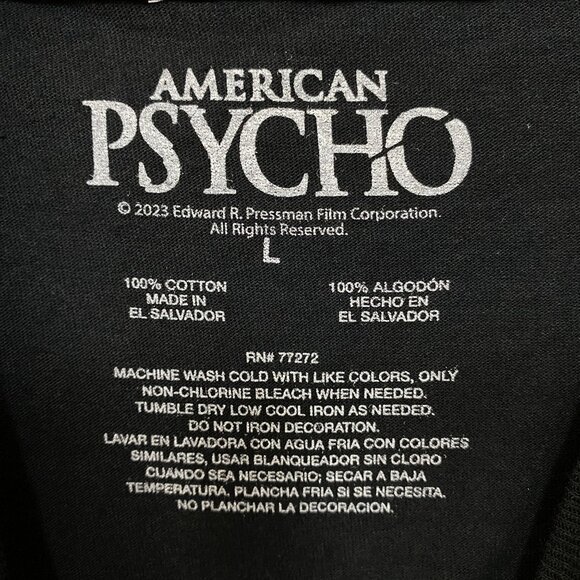 AMERICAN
PSYCHO
© 2023 Edward R. Pressman Film Corporation.
All Rights Reserved.
L
100% COTTON
MADE IN
EL SALVADOR
100% ALGODÓN
HECHO EN
EL SALVADOR
RN# 77272
MACHINE WASH COLD WITH LIKE COLORS, ONLY
NON-CHLORINE BLEACH WHEN NEEDED.
TUMBLE DRY LOW COOL IRON AS NEEDED.
DO NOT IRON DECORATION.
LAVAR EN LAVADORA CON AGUA FRIA CON COLORES
SIMILARES, USAR BLANQUEADOR SIN CLORO
CUANDO SEA NECESARIO; SECAR A BAJA
TEMPERATURA, PLANCHA FRIA SI SE NECESITA.
NO PLANCHAR LA DECORACION.